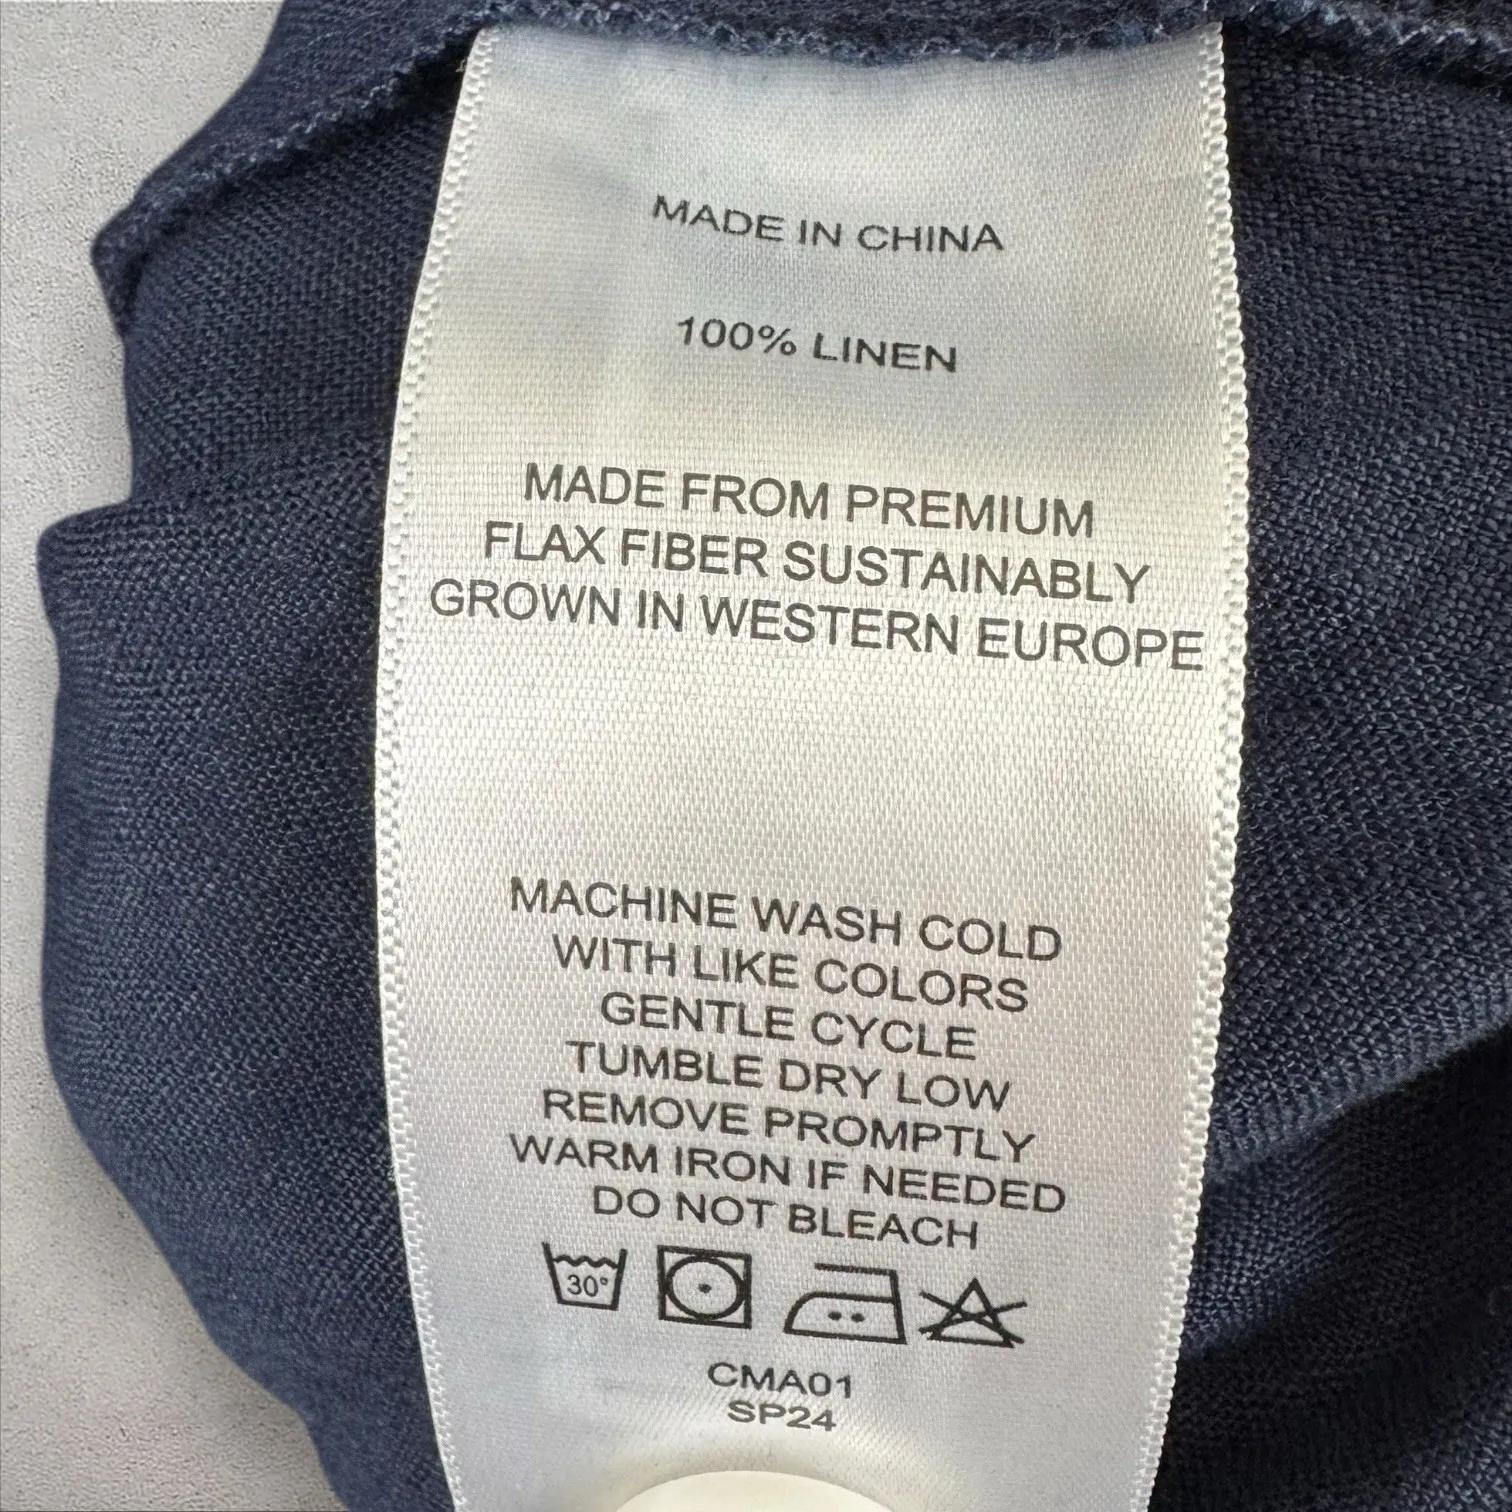 MADE IN CHINA
100% LINEN
MADE FROM PREMIUM
FLAX FIBER SUSTAINABLY
GROWN IN WESTERN EUROPE
MACHINE WASH COLD
WITH LIKE COLORS
GENTLE CYCLE
TUMBLE DRY LOW
REMOVE PROMPTLY
WARM IRON IF NEEDED
DO NOT BLEACH
30°
CMA01
SP24